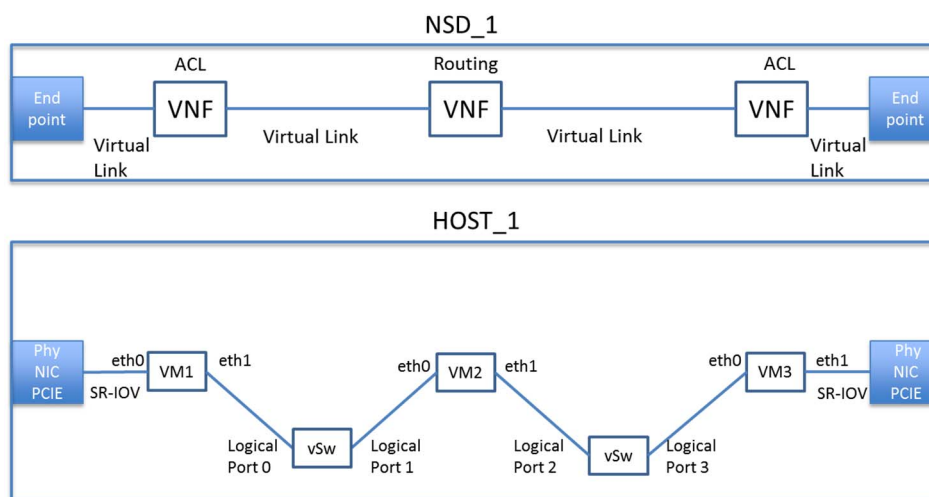 NSD_1
ACL
Routing
ACL
End
point
VNF
VNF
VNF
End
point
Virtual
Link
Virtual Link
Virtual Link
Virtual
Link
HOST_1
Phy
NIC
PCIE
eth0
VM1
eth1
SR-IOV
eth0
VM2
eth1
eth0
VM3
eth1
SR-IOV
Phy
NIC
PCIE
Logical
Port 0
vSw
Logical
Port 1
Logical
Port 2
vSw
Logical
Port 3